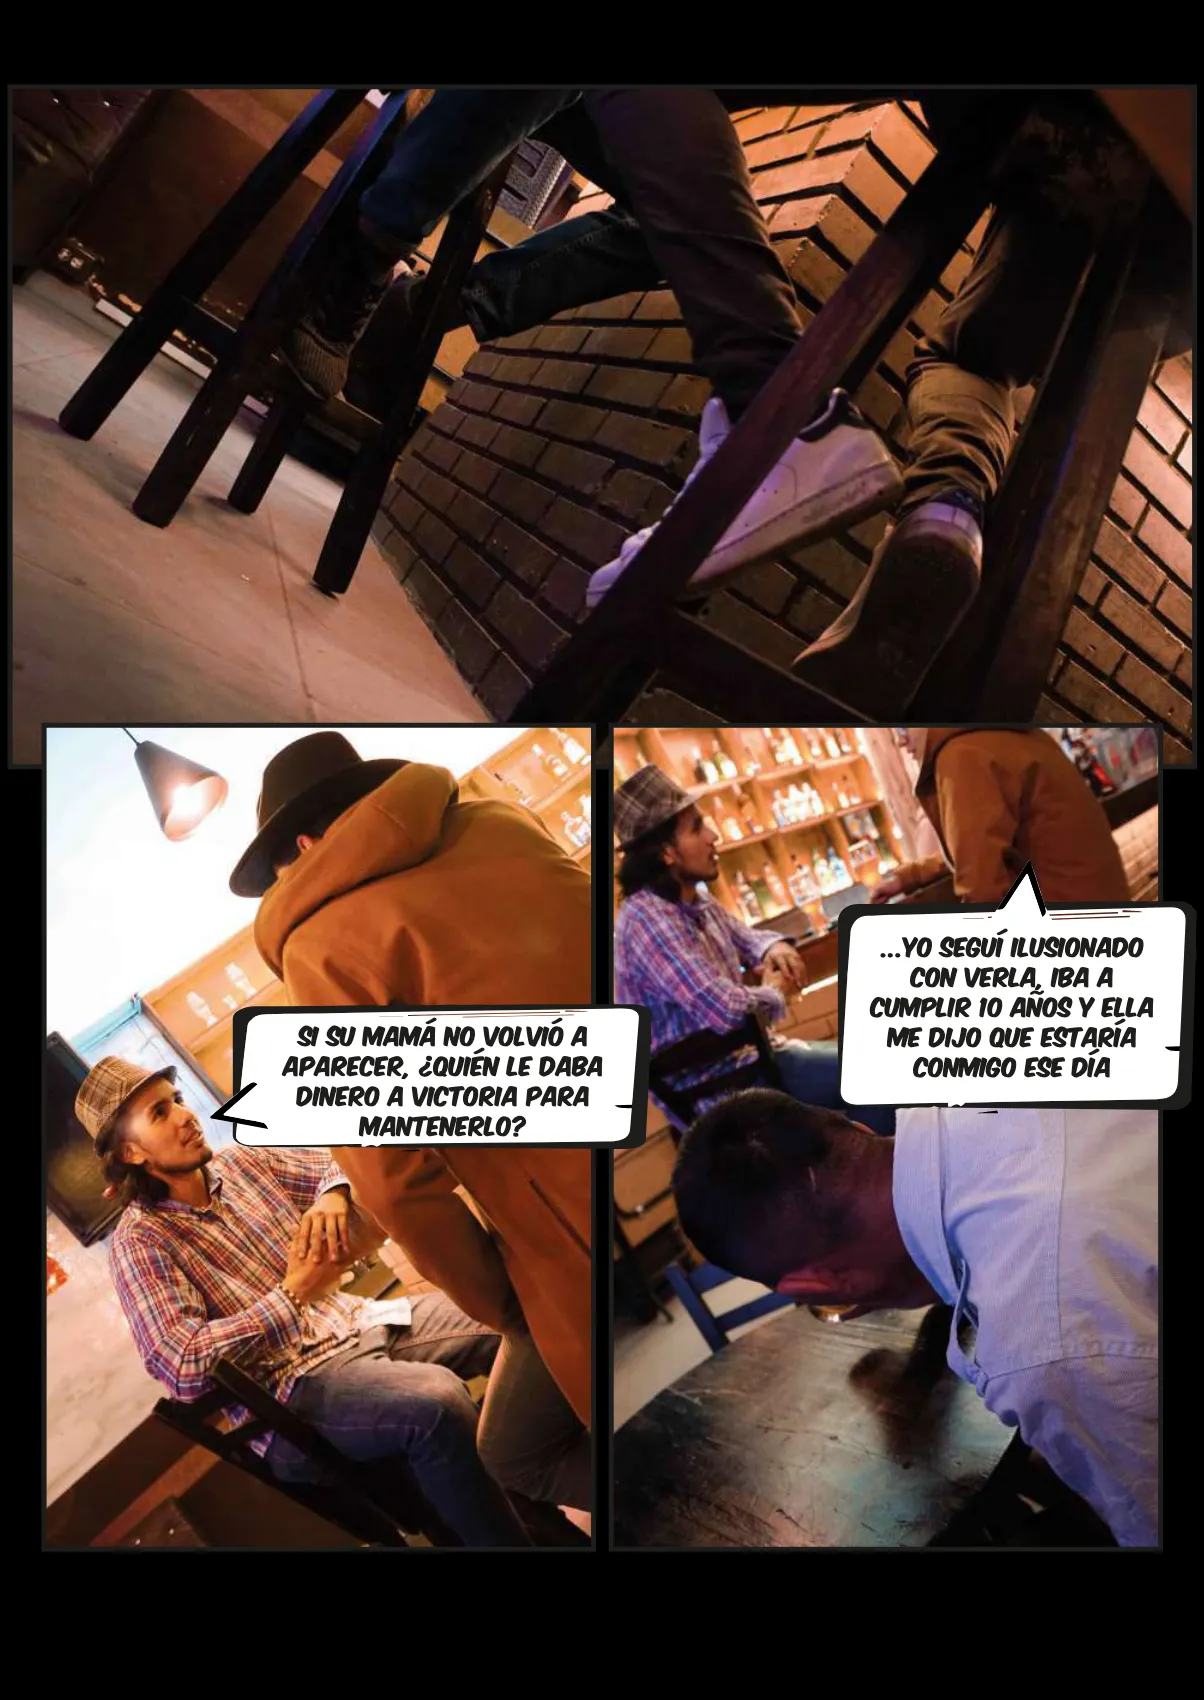 SI SU MAMÁ NO VOLVIÓ A
APARECER, ¿QUIÉN LE DABA
DINERO A VICTORIA PARA
MANTENERLO?
...YO SEGUÍ ILUSIONADO
CON VERLA, IBA A
CUMPLIR 10 AÑOS Y ELLA
ME DIJO QUE ESTARÍA
CONMIGO ESE DÍA